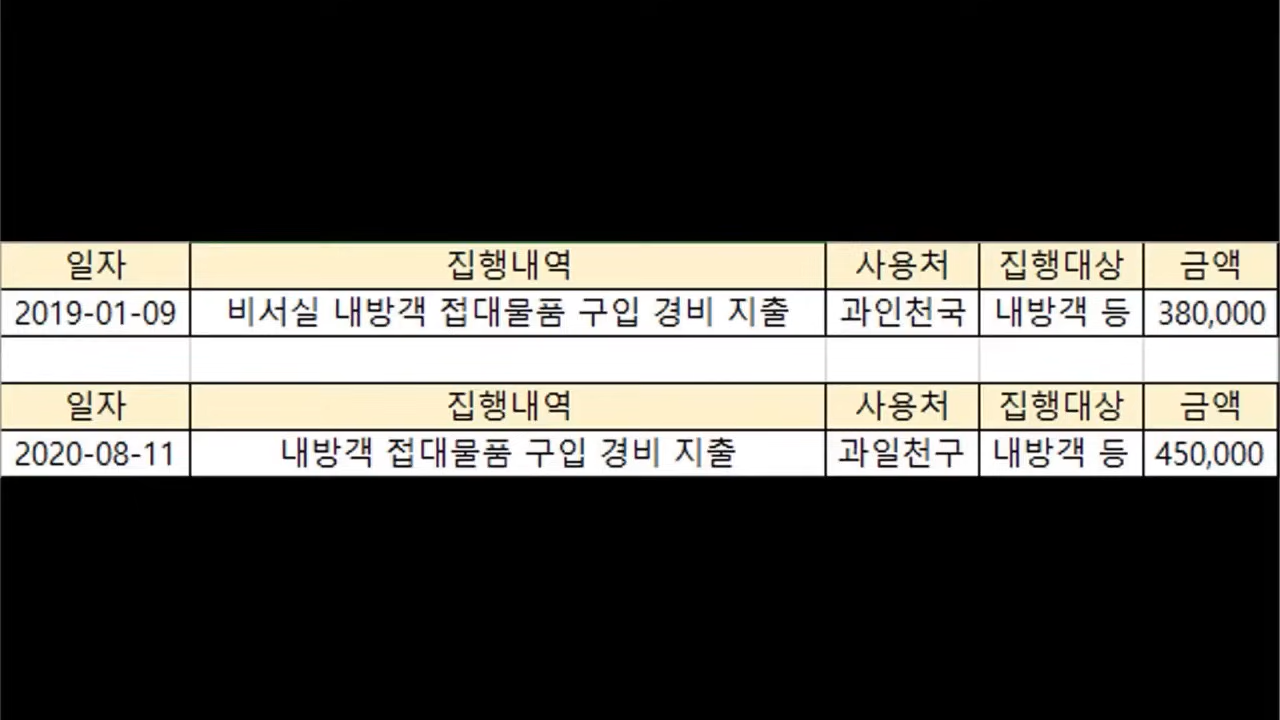 일자 집행내역 사용처 집행대상 금액
2019-01-09 비서실 내방객 접대물품 구입 경비 지출 과인천국 내방객 등 380,000
일자 집행내역 사용처 집행대상 금액
2020-08-11 내방객 접대물품 구입 경비 지출 과일천구 내방객 등 450,000